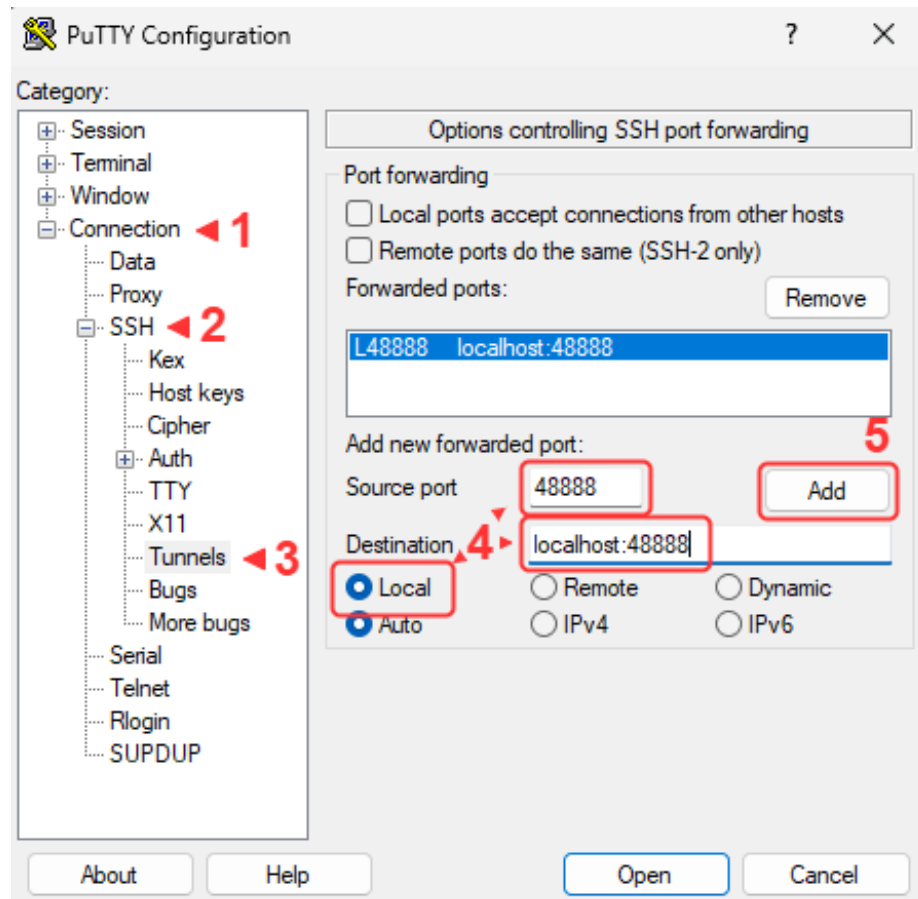 PuTTY Configuration ? ×
Category:
Session
Terminal
Window
Connection 1
Data
Proxy
SSH 2
Kex
Host keys
Cipher
Auth
TTY
X11
Tunnels 3
Bugs
More bugs
Serial
Telnet
Rlogin
SUPDUP
Options controlling SSH port forwarding
Port forwarding
Local ports accept connections from other hosts
Remote ports do the same (SSH-2 only)
Forwarded ports:
Remove
L48888 localhost:48888
Add new forwarded port:
5
Source port 48888 Add
Destination 4 localhost:48888
Local Remote Dynamic
Auto IPv4 IPv6
About Help Open Cancel